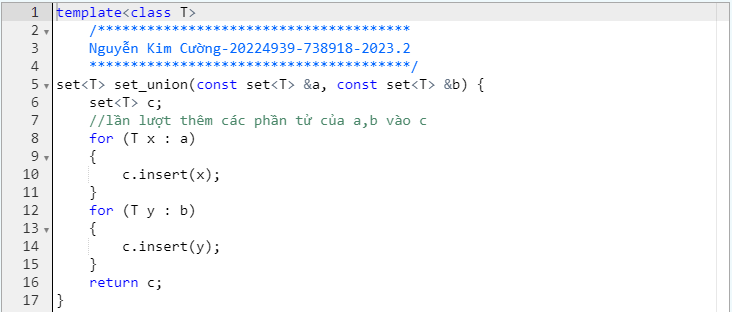 1 template<class T>
2 /**************************************
3 Nguyễn Kim Cường-20224939-738918-2023.2
4 ***************************************/
5 set<T> set_union(const set<T> &a, const set<T> &b) {
6 set<T> c;
7 //lần lượt thêm các phần tử của a,b vào c
8 for (T x : a)
9 {
10 c.insert(x);
11 }
12 for (T y : b)
13 {
14 c.insert(y);
15 }
16 return c;
17 }